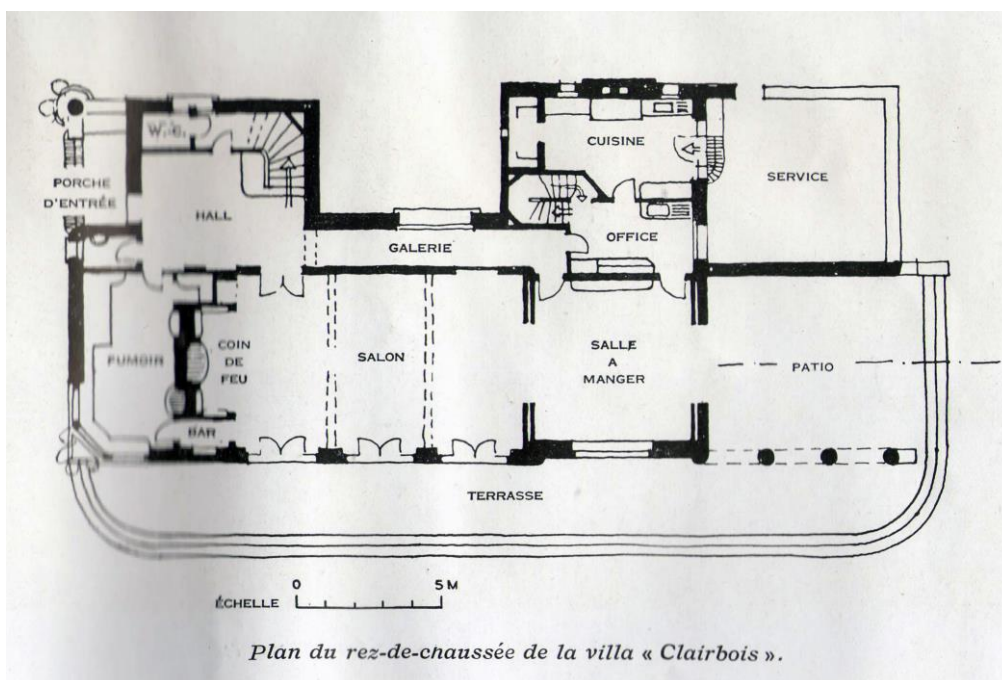 W.C.
CUISINE
PORCHE
D'ENTRÉE
SERVICE
HALL
GALERIE
OFFICE
FUMOIR
COIN
DE
FEU
SALON
SALLE
A
MANGER
PATIO
BAR
TERRASSE
0 5 M
ÉCHELLE
Plan du rez-de-chaussée de la villa « Clairbois ».